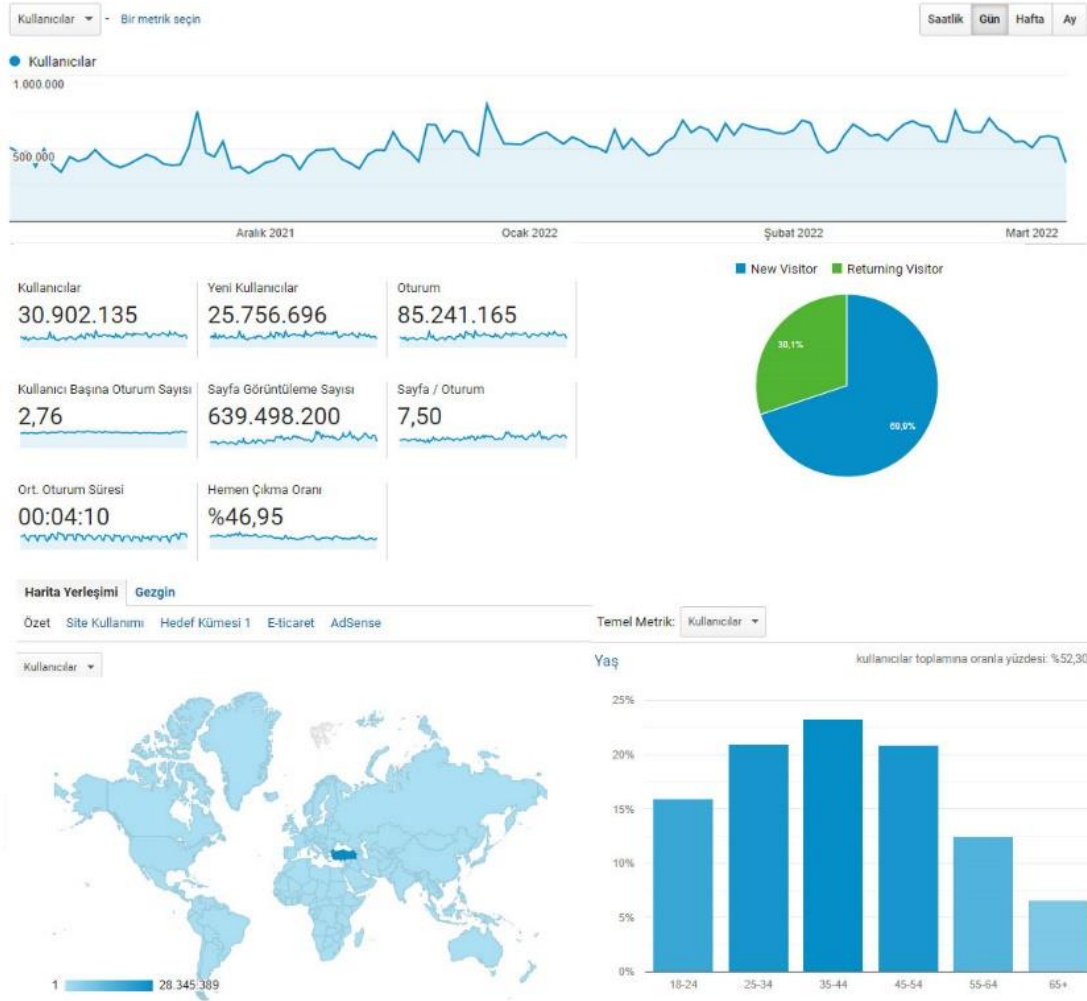 Kullanıcılar - Bir metrik seçin
Saatlik Gün Hafta Ay
Kullanıcılar
1.000.000
500.000
Aralık 2021 Ocak 2022 Şubat 2022 Mart 2022
New Visitor Returning Visitor
Kullanıcılar Yeni Kullanıcılar Oturum
30.902.135 25.756.696 85.241.165
30,1%
Kullanıcı Başına Oturum Sayısı Sayfa Görüntüleme Sayısı Sayfa / Oturum
2,76 639.498.200 7,50
69,9%
Ort. Oturum Süresi Hemen Çıkma Oranı
00:04:10 %46,95
Harita Yerleşimi Gezgin
Özet Site Kullanımı Hedef Kümesi 1 E-ticaret AdSense
Temel Metrik: Kullanıcılar
Kullanıcılar
Yaş kullanıcılar toplamına oranla yüzdesi: %52,30
25%
20%
15%
10%
5%
0%
18-24 25-34 35-44 45-54 55-64 65+
1 28.345.389